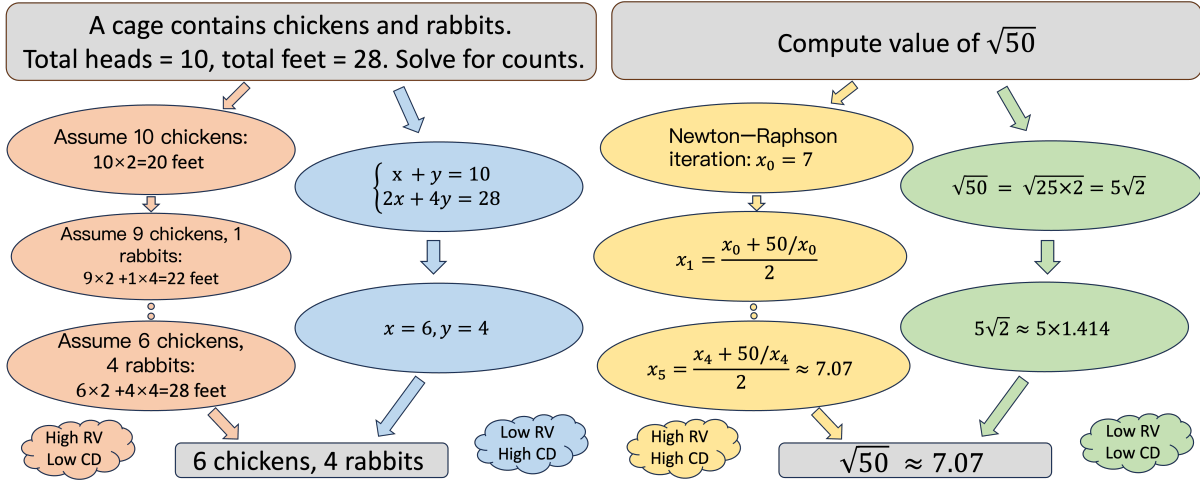 A cage contains chickens and rabbits.
Total heads = 10, total feet = 28. Solve for counts.
Assume 10 chickens:
10×2=20 feet
Assume 9 chickens, 1
rabbits:
9×2 +1×4=22 feet
Assume 6 chickens,
4 rabbits:
6×2 +4×4=28 feet
High RV
Low CD
x + y = 10
2x + 4y = 28
x = 6, y = 4
Low RV
High CD
6 chickens, 4 rabbits
Compute value of √50
Newton−Raphson
iteration: x₀ = 7
x₁ = (x₀ + 50/x₀)/2
x₅ = (x₄ + 50/x₄)/2 ≈ 7.07
High RV
High CD
√50 = √25×2 = 5√2
5√2 ≈ 5×1.414
Low RV
Low CD
√50 ≈ 7.07